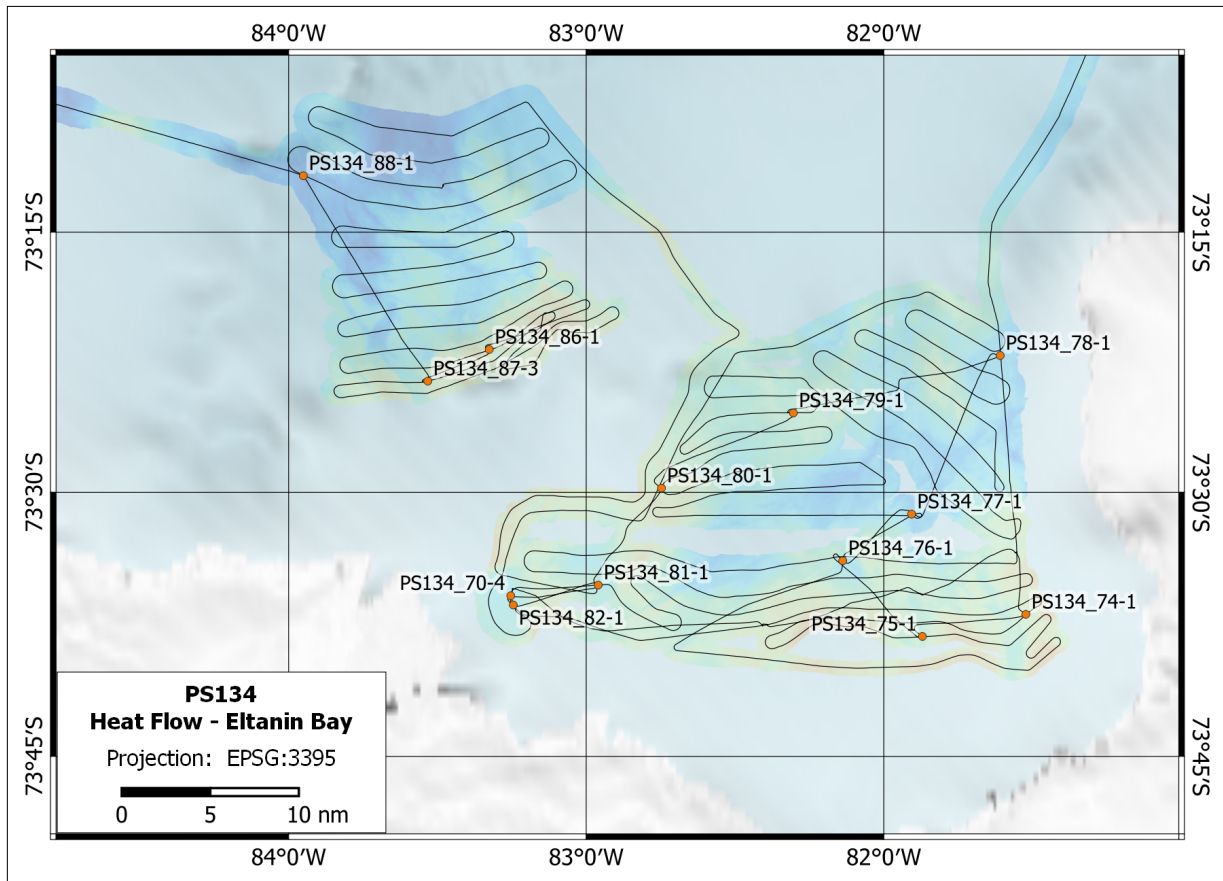 84°0’W 83°0’W 82°0’W
PS134_88-1
73°15’S 73°15’S
PS134_86-1
PS134_78-1
PS134_87-3
PS134_79-1
PS134_80-1
73°30’S 73°30’S
PS134_77-1
PS134_76-1
PS134_70-4 PS134_81-1
PS134_74-1
PS134_82-1 PS134_75-1
PS134
Heat Flow - Eltanin Bay
Projection: EPSG:3395
0 5 10 nm
73°45’S 73°45’S
84°0’W 83°0’W 82°0’W